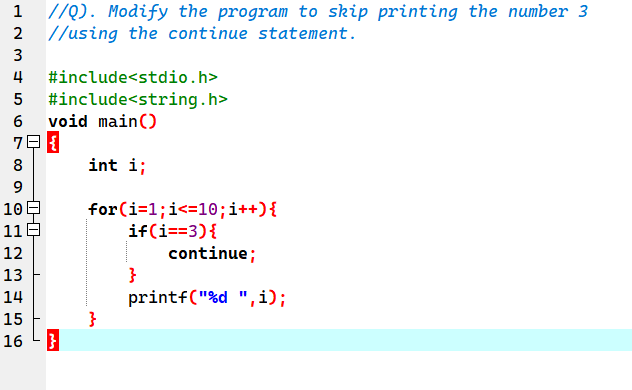 1 //Q). Modify the program to skip printing the number 3
2 //using the continue statement.
3
4 #include<stdio.h>
5 #include<string.h>
6 void main()
7 {
8     int i;
9
10     for(i=1;i<=10;i++){
11         if(i==3){
12             continue;
13         }
14         printf("%d ",i);
15     }
16 }